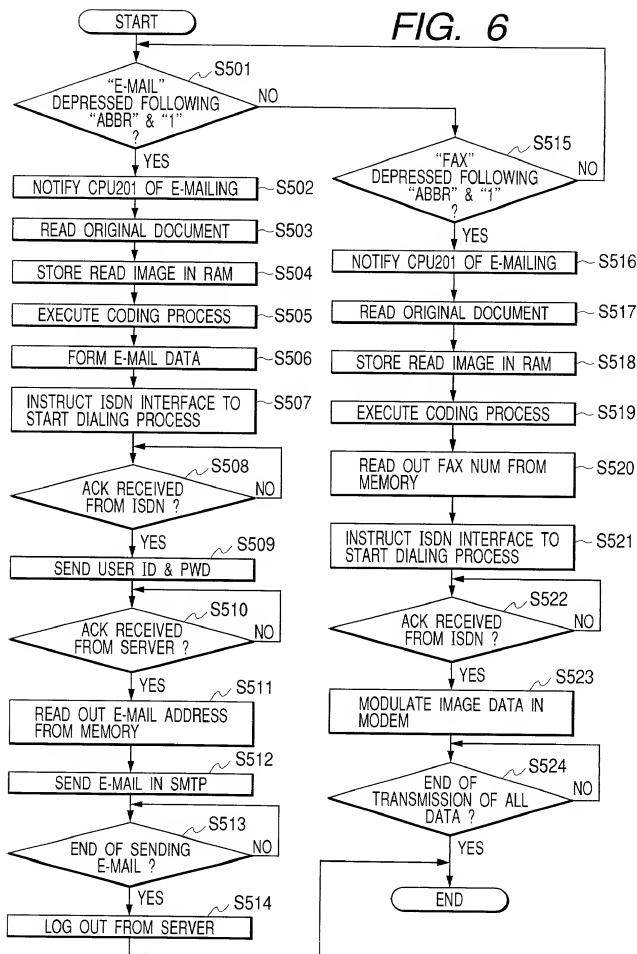 START
FIG. 6
S501
"E-MAIL"
DEPRESSED FOLLOWING
"ABBR" & "1"
?
NO
YES
NOTIFY CPU201 OF E-MAILING
S502
READ ORIGINAL DOCUMENT
S503
STORE READ IMAGE IN RAM
S504
EXECUTE CODING PROCESS
S505
FORM E-MAIL DATA
S506
INSTRUCT ISDN INTERFACE TO
START DIALING PROCESS
S507
S508
ACK RECEIVED
FROM ISDN ?
NO
YES
S509
SEND USER ID & PWD
S510
ACK RECEIVED
FROM SERVER ?
NO
YES
S511
READ OUT E-MAIL ADDRESS
FROM MEMORY
S512
SEND E-MAIL IN SMTP
S513
END OF SENDING
E-MAIL ?
NO
YES
S514
LOG OUT FROM SERVER
S515
"FAX"
DEPRESSED FOLLOWING
"ABBR" & "1"
?
NO
YES
NOTIFY CPU201 OF E-MAILING
S516
READ ORIGINAL DOCUMENT
S517
STORE READ IMAGE IN RAM
S518
EXECUTE CODING PROCESS
S519
READ OUT FAX NUM FROM
MEMORY
S520
INSTRUCT ISDN INTERFACE TO
START DIALING PROCESS
S521
S522
ACK RECEIVED
FROM ISDN ?
NO
YES
S523
MODULATE IMAGE DATA IN
MODEM
S524
END OF
TRANSMISSION OF ALL
DATA ?
NO
YES
END